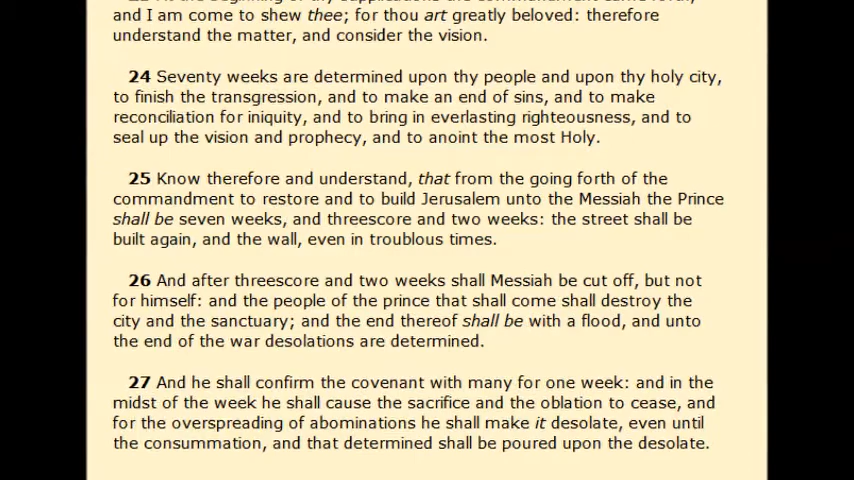 and I am come to shew thee; for thou art greatly beloved: therefore
understand the matter, and consider the vision.
24 Seventy weeks are determined upon thy people and upon thy holy city,
to finish the transgression, and to make an end of sins, and to make
reconciliation for iniquity, and to bring in everlasting righteousness, and to
seal up the vision and prophecy, and to anoint the most Holy.
25 Know therefore and understand, that from the going forth of the
commandment to restore and to build Jerusalem unto the Messiah the Prince
shall be seven weeks, and threescore and two weeks: the street shall be
built again, and the wall, even in troublous times.
26 And after threescore and two weeks shall Messiah be cut off, but not
for himself: and the people of the prince that shall come shall destroy the
city and the sanctuary; and the end thereof shall be with a flood, and unto
the end of the war desolations are determined.
27 And he shall confirm the covenant with many for one week: and in the
midst of the week he shall cause the sacrifice and the oblation to cease, and
for the overspreading of abominations he shall make it desolate, even until
the consummation, and that determined shall be poured upon the desolate.